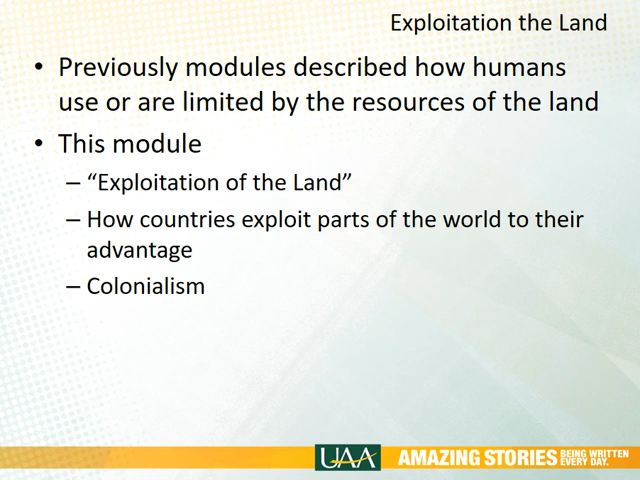 Exploitation the Land
• Previously modules described how humans
use or are limited by the resources of the land
• This module
– “Exploitation of the Land”
– How countries exploit parts of the world to their
advantage
– Colonialism
UAA AMAZING STORIES BEING WRITTEN
EVERY DAY.